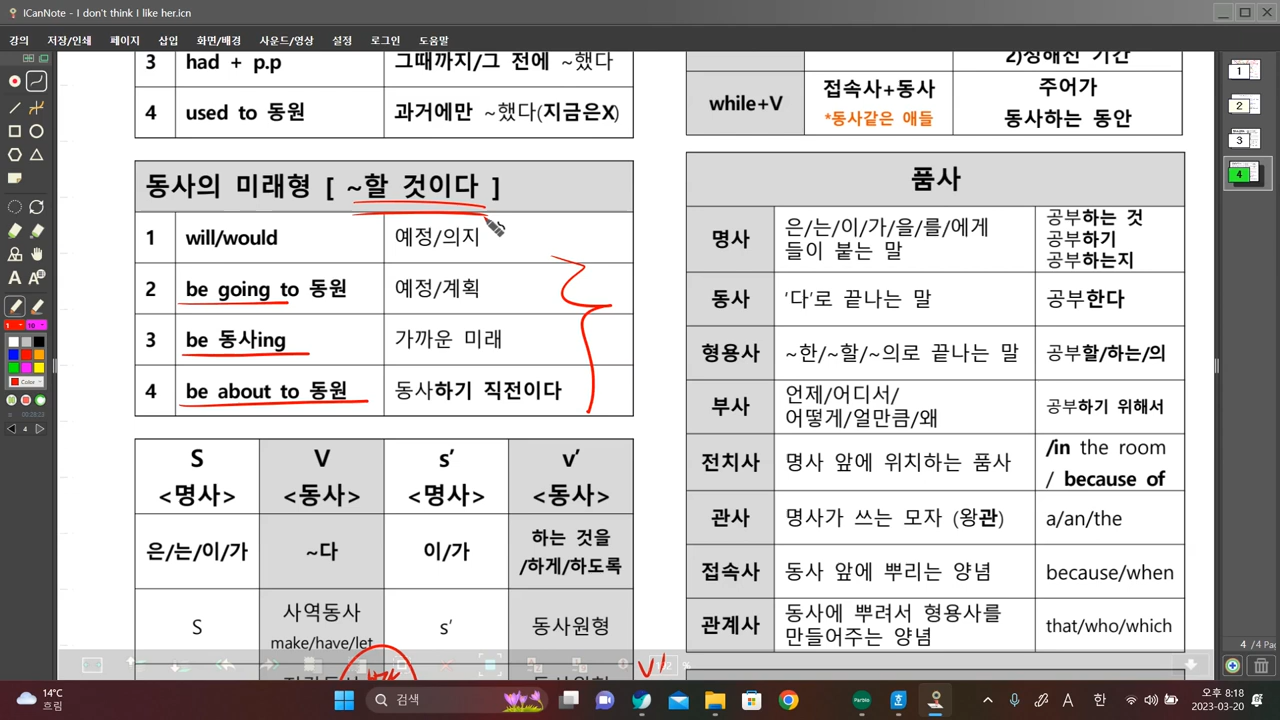 ICanNote - I don't think I like her.icn
강의 저장/인쇄 페이지 삽입 화면/배경 사운드/영상 설정 로그인 도움말
3 had + p.p 그때까지/그 전에 ~했다
4 used to 동원 과거에만 ~했다(지금은X)
동사의 미래형 [ ~할 것이다 ]
1 will/would 예정/의지
2 be going to 동원 예정/계획
3 be 동사ing 가까운 미래
4 be about to 동원 동사하기 직전이다
S V s’ v’
<명사> <동사> <명사> <동사>
은/는/이/가 ~다 이/가 하는 것을
/하게/하도록
S 사역동사 s’ 동사원형
make/have/let
2)정해진 기간
while+V 접속사+동사 주어가
*동사같은 애들 동사하는 동안
품사
명사 은/는/이/가/을/를/에게 공부하는 것
들이 붙는 말 공부하기
공부하는지
동사 ‘다’로 끝나는 말 공부한다
형용사 ~한/~할/~의로 끝나는 말 공부할/하는/의
부사 언제/어디서/ 공부하기 위해서
어떻게/얼만큼/왜
전치사 명사 앞에 위치하는 품사 /in the room
/ because of
관사 명사가 쓰는 모자 (왕관) a/an/the
접속사 동사 앞에 뿌리는 양념 because/when
관계사 동사에 뿌려서 형용사를 that/who/which
만들어주는 양념
V'
1
2
3
4
Color
00:28:23
4
4 /4 Pag
14°C
흐림
검색
A 한
오후 8:18
2023-03-20